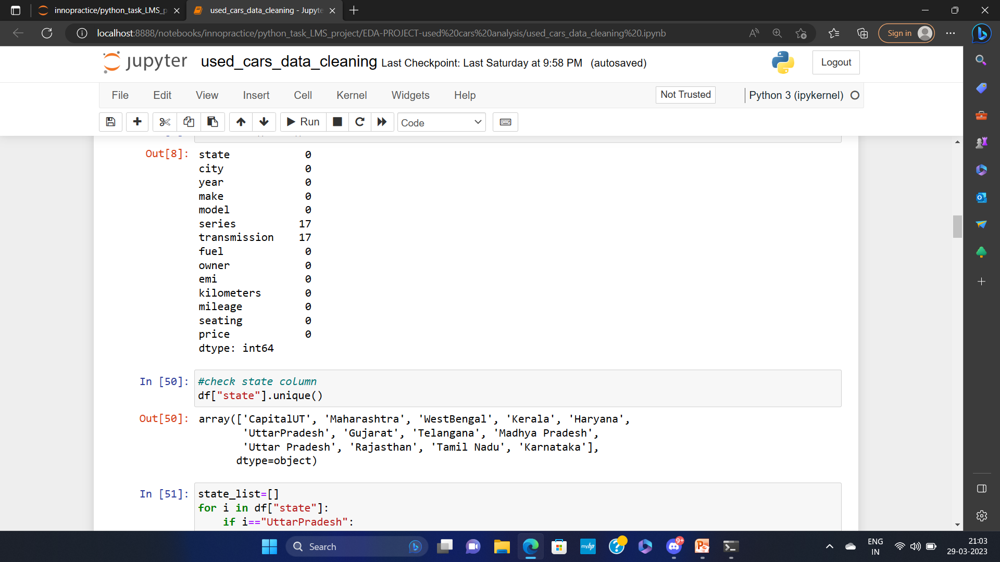 innopractice/python_task_LMS_p
used_cars_data_cleaning - Jupyte
localhost:8888/notebooks/innopractice/python_task_LMS_project/EDA-PROJECT-used%20cars%20analysis/used_cars_data_cleaning%20.ipynb
Sign in
jupyter used_cars_data_cleaning Last Checkpoint: Last Saturday at 9:58 PM (autosaved)
Logout
File Edit View Insert Cell Kernel Widgets Help
Not Trusted
Python 3 (ipykernel)
Run
Code
Out[8]: state 0
city 0
year 0
make 0
model 0
series 17
transmission 17
fuel 0
owner 0
emi 0
kilometers 0
mileage 0
seating 0
price 0
dtype: int64
In [50]: #check state column
df["state"].unique()
Out[50]: array(['CapitalUT', 'Maharashtra', 'WestBengal', 'Kerala', 'Haryana',
'UttarPradesh', 'Gujarat', 'Telangana', 'Madhya Pradesh',
'Uttar Pradesh', 'Rajasthan', 'Tamil Nadu', 'Karnataka'],
dtype=object)
In [51]: state_list=[]
for i in df["state"]:
if i=="UttarPradesh":
Search
myhp
9+
ENG
IN
21:03
29-03-2023